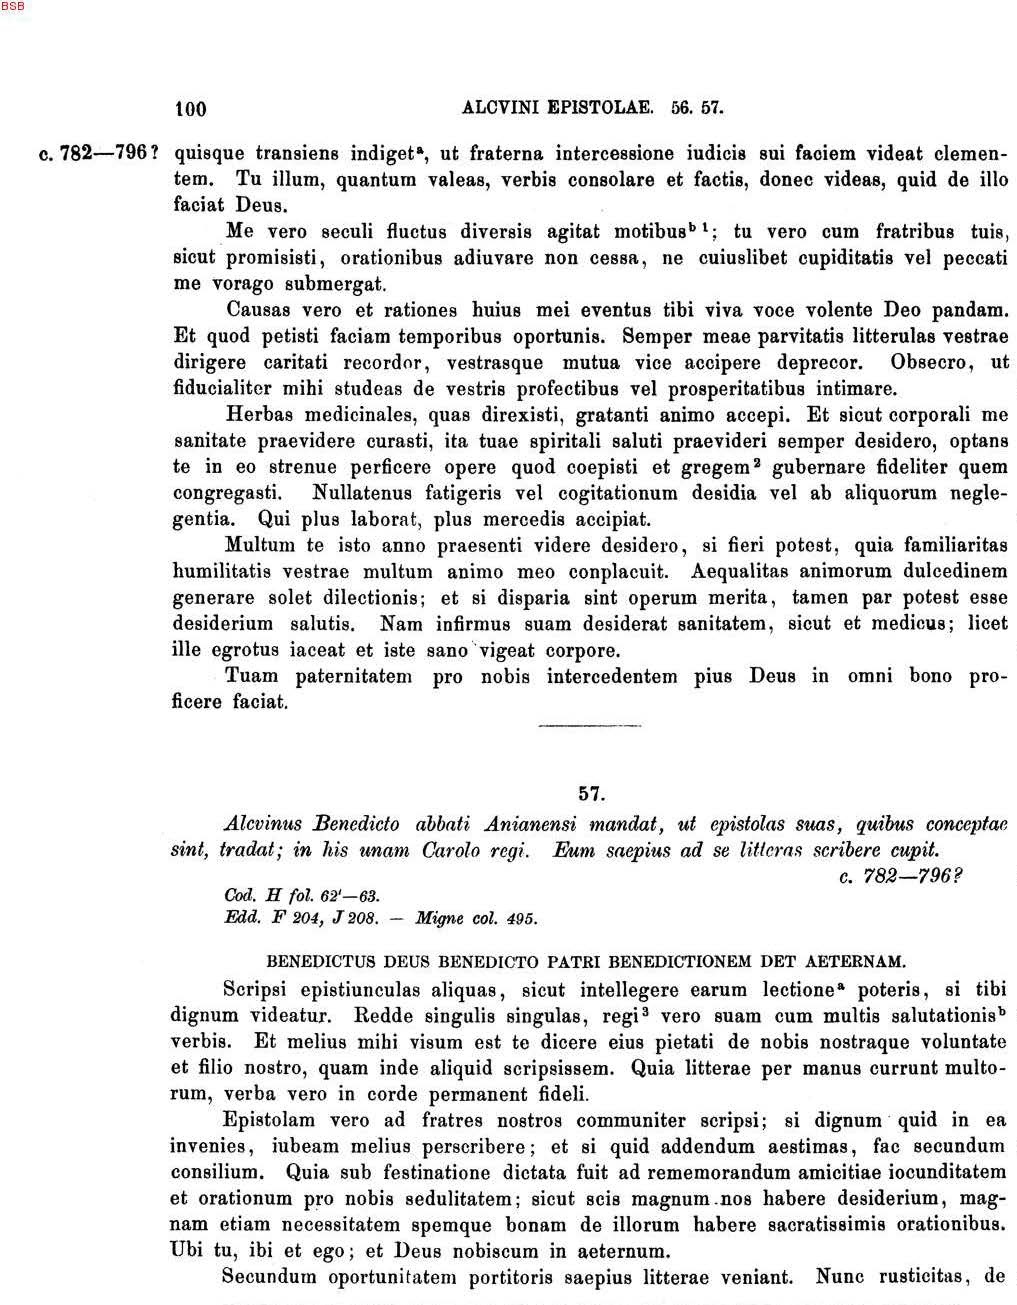 BSB
100 ALCVINI EPISTOLAE. 56. 57.
c. 782—796? quisque transiens indigetᵃ, ut fraterna intercessione iudicis sui faciem videat clemen-
tem. Tu illum, quantum valeas, verbis consolare et factis, donec videas, quid de illo
faciat Deus.
Me vero seculi fluctus diversis agitat motibusᵇ ¹; tu vero cum fratribus tuis,
sicut promisisti, orationibus adiuvare non cessa, ne cuiuslibet cupiditatis vel peccati
me vorago submergat.
Causas vero et rationes huius mei eventus tibi viva voce volente Deo pandam.
Et quod petisti faciam temporibus oportunis. Semper meae parvitatis litterulas vestrae
dirigere caritati recordor, vestrasque mutua vice accipere deprecor. Obsecro, ut
fiducialiter mihi studeas de vestris profectibus vel prosperitatibus intimare.
Herbas medicinales, quas direxisti, gratanti animo accepi. Et sicut corporali me
sanitate praevidere curasti, ita tuae spiritali saluti praevideri semper desidero, optans
te in eo strenue perficere opere quod coepisti et gregem² gubernare fideliter quem
congregasti. Nullatenus fatigeris vel cogitationum desidia vel ab aliquorum negle-
gentia. Qui plus laborat, plus mercedis accipiat.
Multum te isto anno praesenti videre desidero, si fieri potest, quia familiaritas
humilitatis vestrae multum animo meo conplacuit. Aequalitas animorum dulcedinem
generare solet dilectionis; et si disparia sint operum merita, tamen par potest esse
desiderium salutis. Nam infirmus suam desiderat sanitatem, sicut et medicus; licet
ille egrotus iaceat et iste sano vigeat corpore.
Tuam paternitatem pro nobis intercedentem pius Deus in omni bono pro-
ficere faciat.
57.
Alcvinus Benedicto abbati Anianensi mandat, ut epistolas suas, quibus conceptae
sint, tradat; in his unam Carolo regi. Eum saepius ad se litteras scribere cupit.
c. 782—796?
Cod. H fol. 62'—63.
Edd. F 204, J 208. — Migne col. 495.
BENEDICTUS DEUS BENEDICTO PATRI BENEDICTIONEM DET AETERNAM.
Scripsi epistiunculas aliquas, sicut intellegere earum lectioneᵃ poteris, si tibi
dignum videatur. Redde singulis singulas, regi³ vero suam cum multis salutationisᵇ
verbis. Et melius mihi visum est te dicere eius pietati de nobis nostraque voluntate
et filio nostro, quam inde aliquid scripsissem. Quia litterae per manus currunt multo-
rum, verba vero in corde permanent fideli.
Epistolam vero ad fratres nostros communiter scripsi; si dignum quid in ea
invenies, iubeam melius perscribere; et si quid addendum aestimas, fac secundum
consilium. Quia sub festinatione dictata fuit ad rememorandum amicitiae iocunditatem
et orationum pro nobis sedulitatem; sicut scis magnum nos habere desiderium, mag-
nam etiam necessitatem spemque bonam de illorum habere sacratissimis orationibus.
Ubi tu, ibi et ego; et Deus nobiscum in aeternum.
Secundum oportunitatem portitoris saepius litterae veniant. Nunc rusticitas, de